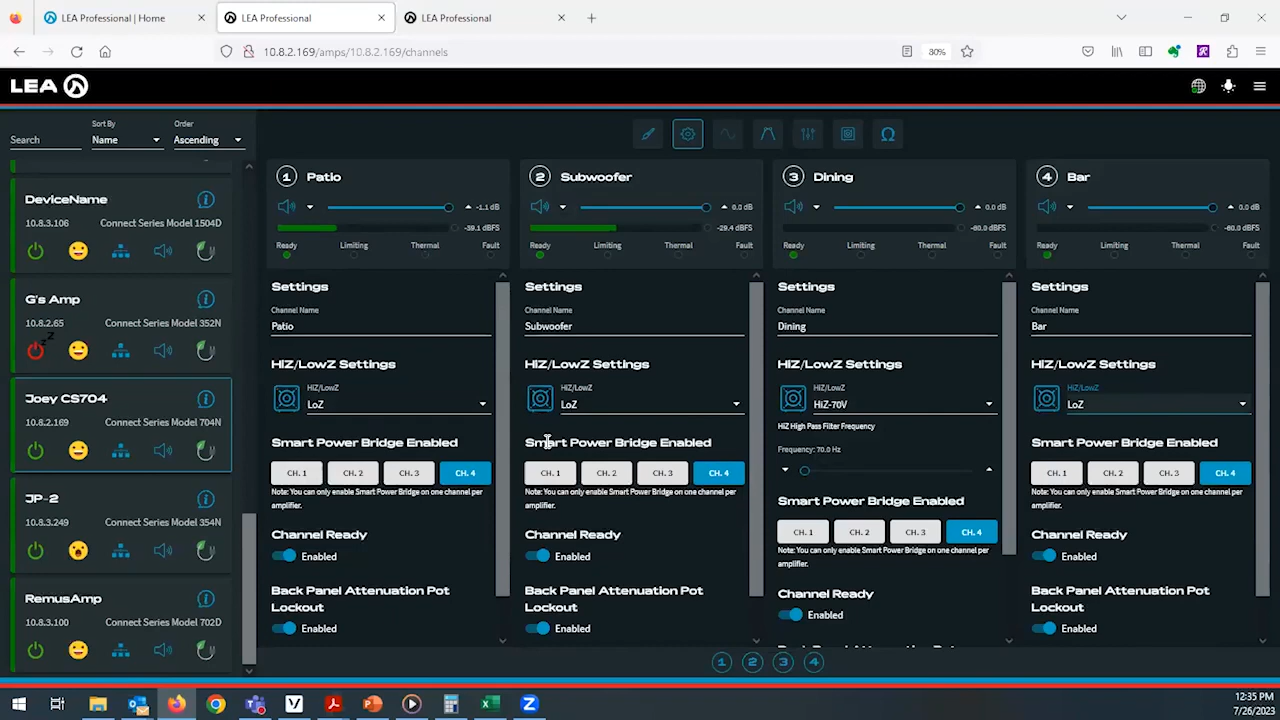 LEA Professional | Home
LEA Professional
LEA Professional
10.8.2.169/amps/10.8.2.169/channels
80%
LEA
Search
Sort By
Name
Order
Ascending
DeviceName
10.8.3.106
Connect Series Model 1504D
G's Amp
10.8.2.65
Connect Series Model 352N
Joey CS704
10.8.2.169
Connect Series Model 704N
JP-2
10.8.3.249
Connect Series Model 354N
RemusAmp
10.8.3.100
Connect Series Model 702D
1 Patio
-1.1 dB
-39.1 dBFS
Ready Limiting Thermal Fault
Settings
Channel Name
Patio
HiZ/LowZ Settings
HiZ/LowZ
LoZ
Smart Power Bridge Enabled
CH. 1 CH. 2 CH. 3 CH. 4
Note: You can only enable Smart Power Bridge on one channel per
amplifier.
Channel Ready
Enabled
Back Panel Attenuation Pot
Lockout
Enabled
2 Subwoofer
0.0 dB
-29.4 dBFS
Ready Limiting Thermal Fault
Settings
Channel Name
Subwoofer
HiZ/LowZ Settings
HiZ/LowZ
LoZ
Smart Power Bridge Enabled
CH. 1 CH. 2 CH. 3 CH. 4
Note: You can only enable Smart Power Bridge on one channel per
amplifier.
Channel Ready
Enabled
Back Panel Attenuation Pot
Lockout
Enabled
3 Dining
0.0 dB
-60.0 dBFS
Ready Limiting Thermal Fault
Settings
Channel Name
Dining
HiZ/LowZ Settings
HiZ/LowZ
HiZ-70V
HiZ High Pass Filter Frequency
Frequency: 70.0 Hz
Smart Power Bridge Enabled
CH. 1 CH. 2 CH. 3 CH. 4
Note: You can only enable Smart Power Bridge on one channel per
amplifier.
Channel Ready
Enabled
4 Bar
0.0 dB
-60.0 dBFS
Ready Limiting Thermal Fault
Settings
Channel Name
Bar
HiZ/LowZ Settings
HiZ/LowZ
LoZ
Smart Power Bridge Enabled
CH. 1 CH. 2 CH. 3 CH. 4
Note: You can only enable Smart Power Bridge on one channel per
amplifier.
Channel Ready
Enabled
Back Panel Attenuation Pot
Lockout
Enabled
1 2 3 4
12:35 PM
7/26/2023